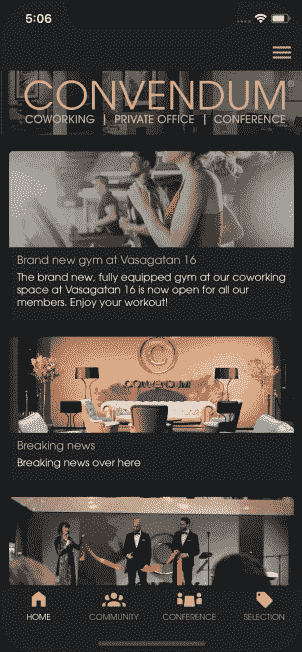 5:06
CONVENDUM®
COWORKING | PRIVATE OFFICE | CONFERENCE
Brand new gym at Vasagatan 16
The brand new, fully equipped gym at our coworking
space at Vasagatan 16 is now open for all our
members. Enjoy your workout!
CONVENDUM
Breaking news
Breaking news over here
HOME COMMUNITY CONFERENCE SELECTION